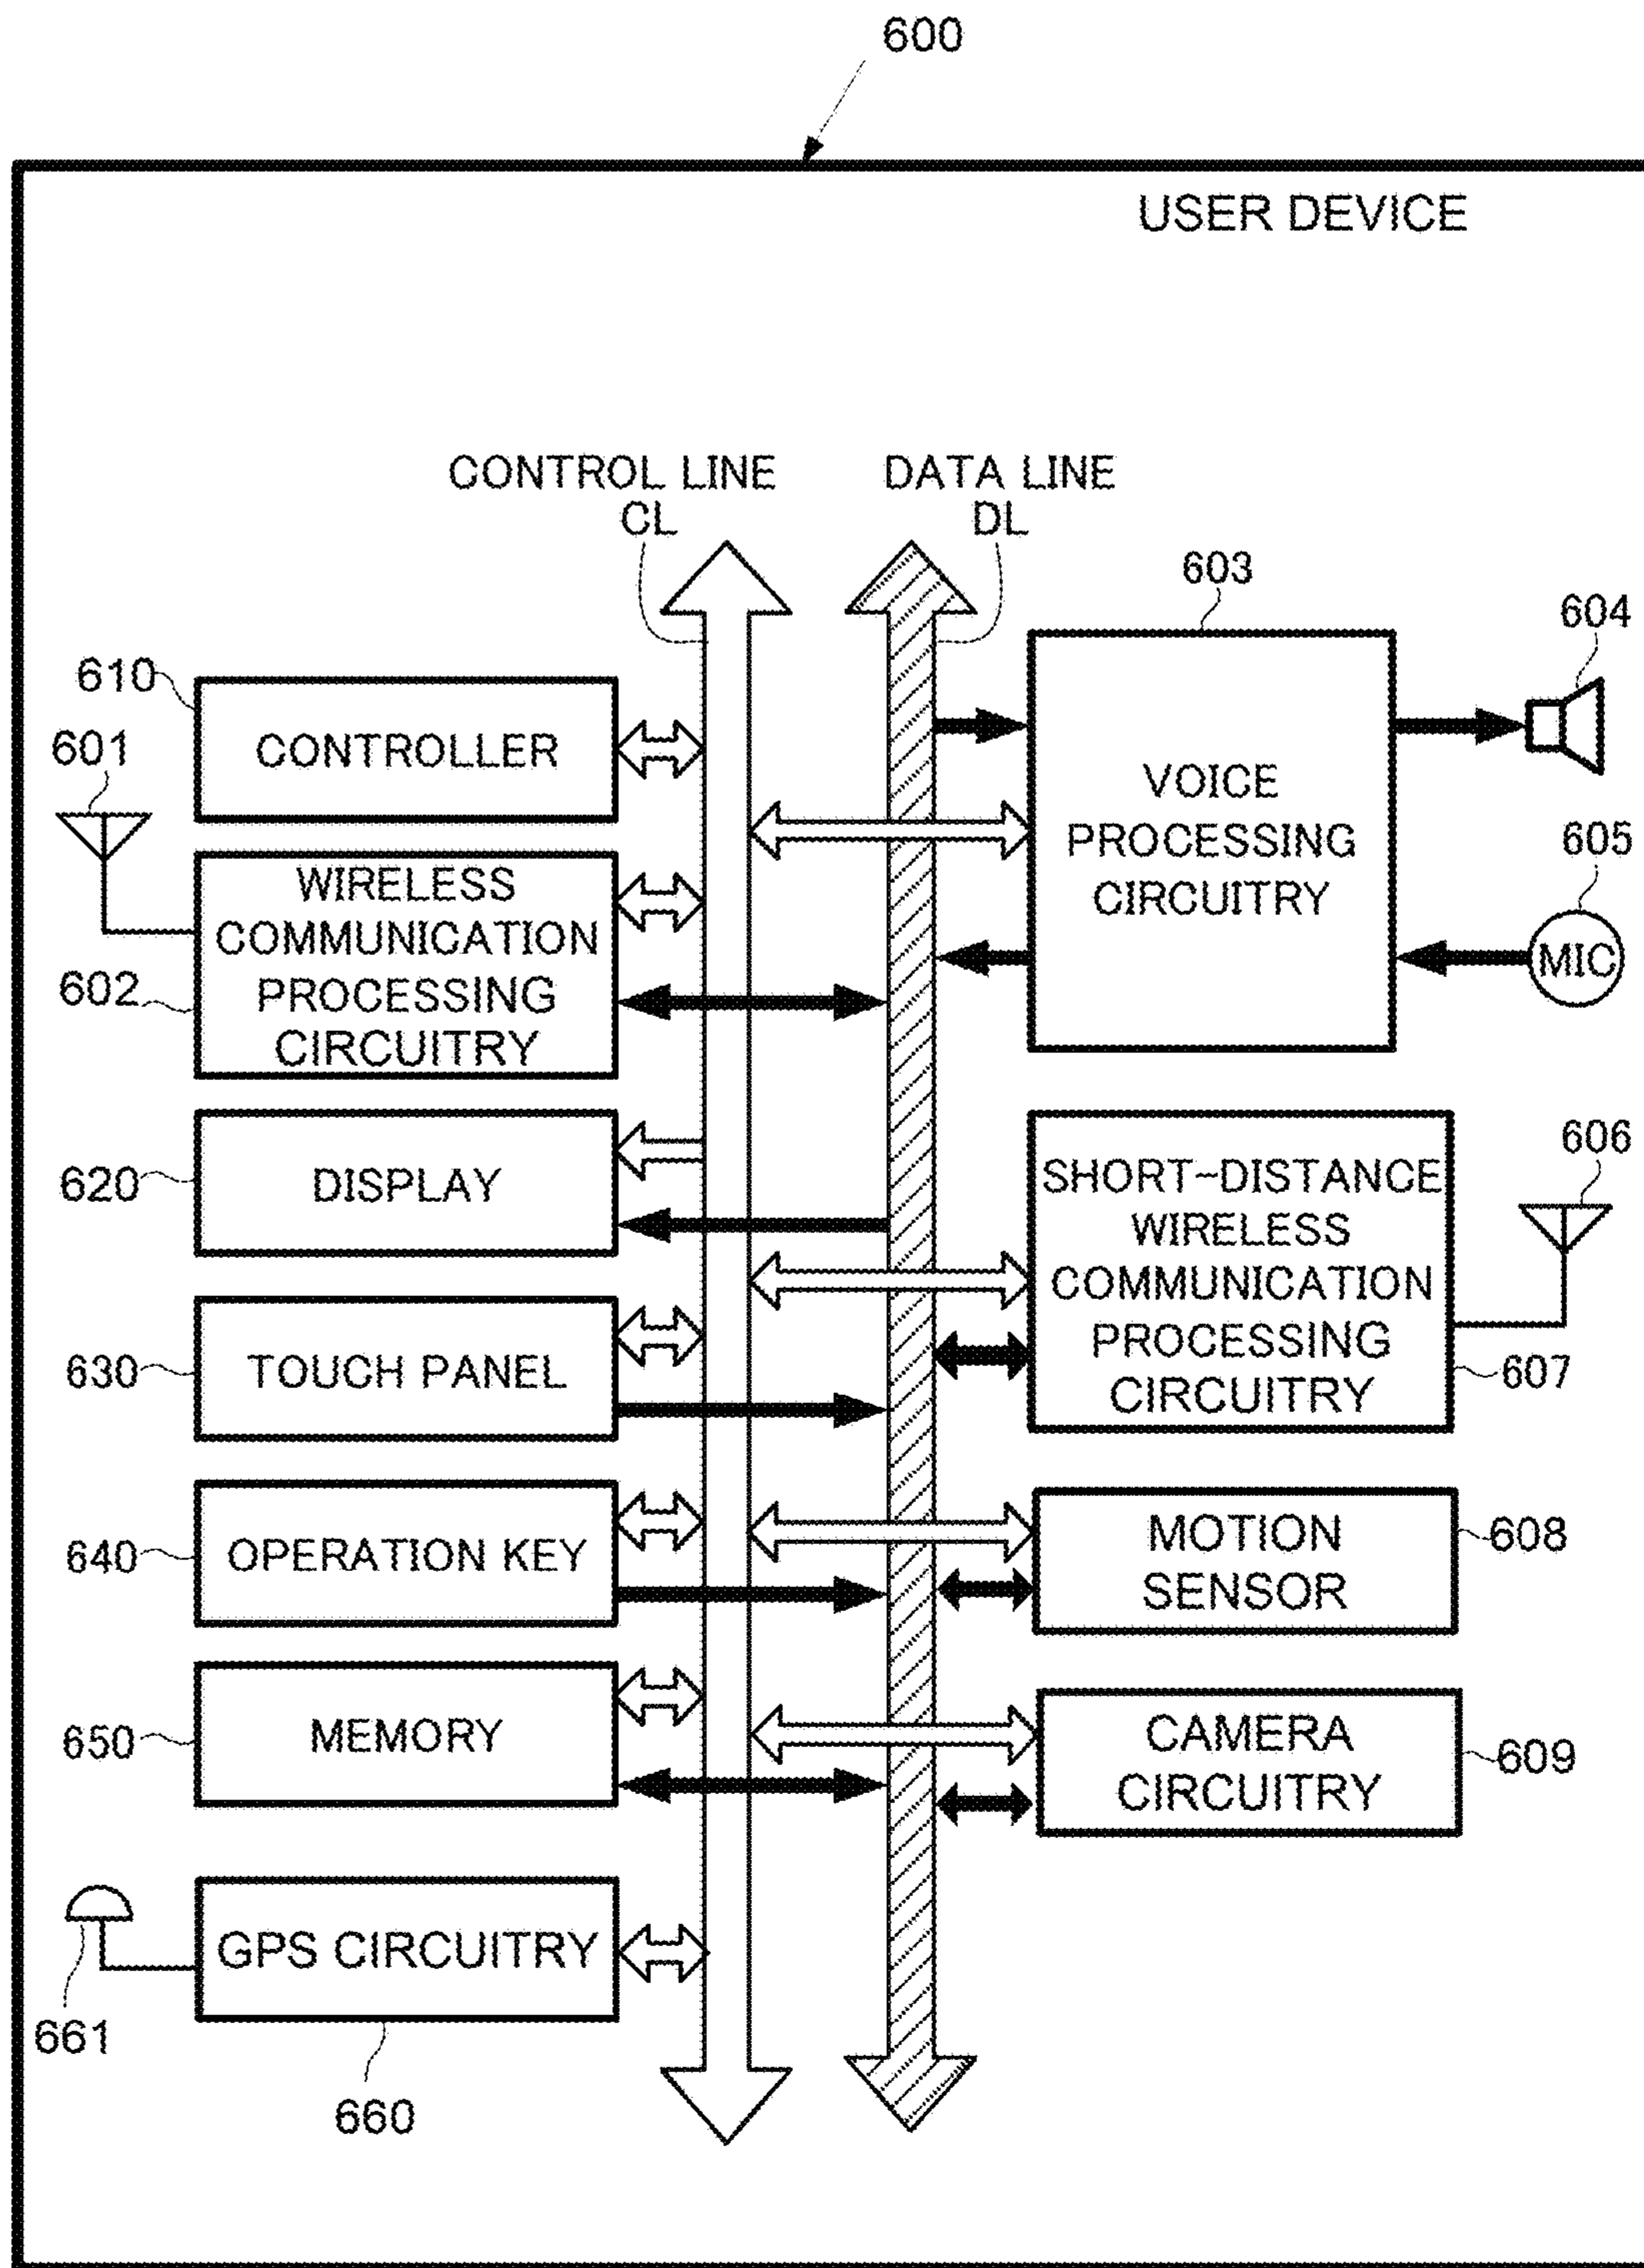 600
USER DEVICE
CONTROL LINE
CL
DATA LINE
DL
603
604
610
CONTROLLER
601
VOICE
PROCESSING
CIRCUITRY
605
MIC
WIRELESS
COMMUNICATION
PROCESSING
CIRCUITRY
602
606
620
DISPLAY
SHORT-DISTANCE
WIRELESS
COMMUNICATION
PROCESSING
CIRCUITRY
607
630
TOUCH PANEL
640
OPERATION KEY
MOTION
SENSOR
608
650
MEMORY
CAMERA
CIRCUITRY
609
GPS CIRCUITRY
661
660